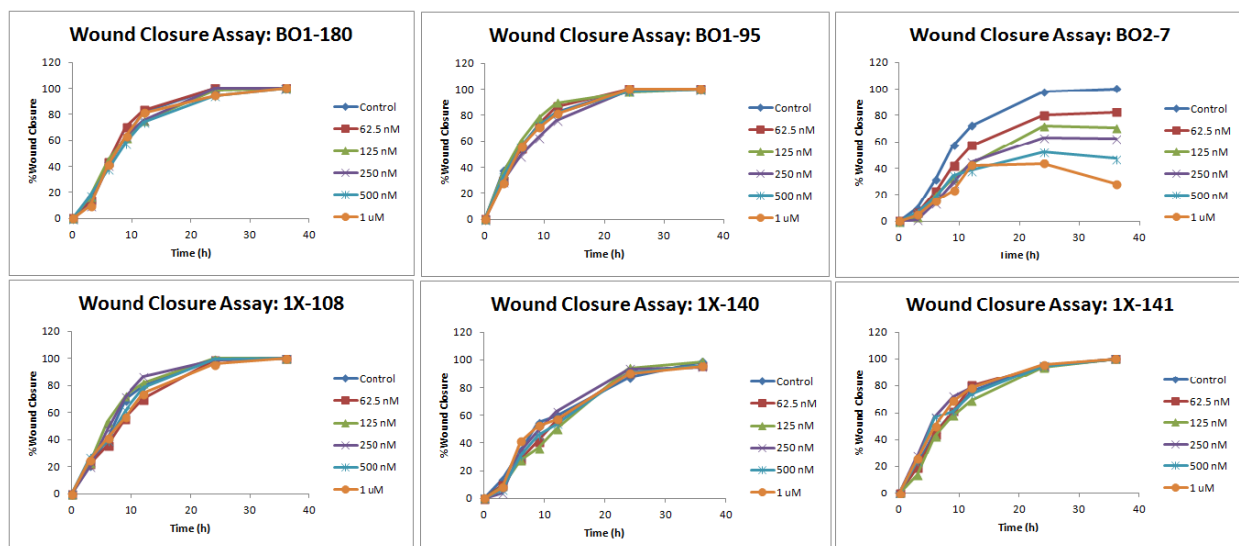 Wound Closure Assay: BO1-180
120
100
80
60
40
20
0
%Wound Closure
0 10 20 30 40
Time (h)
Control
62.5 nM
125 nM
250 nM
500 nM
1 uM
Wound Closure Assay: BO1-95
120
100
80
60
40
20
0
%Wound Closure
0 10 20 30 40
Time (h)
Control
62.5 nM
125 nM
250 nM
500 nM
1 uM
Wound Closure Assay: BO2-7
120
100
80
60
40
20
0
% Wound Closure
0 10 20 30 40
Time (h)
Control
62.5 nM
125 nM
250 nM
500 nM
1 uM
Wound Closure Assay: 1X-108
120
100
80
60
40
20
0
%Wound Closure
0 10 20 30 40
Time (h)
Control
62.5 nM
125 nM
250 nM
500 nM
1 uM
Wound Closure Assay: 1X-140
120
100
80
60
40
20
0
%Wound Closure
0 10 20 30 40
Time (h)
Control
62.5 nM
125 nM
250 nM
500 nM
1 uM
Wound Closure Assay: 1X-141
120
100
80
60
40
20
0
% Wound Closure
0 10 20 30 40
Time (h)
Control
62.5 nM
125 nM
250 nM
500 nM
1 uM